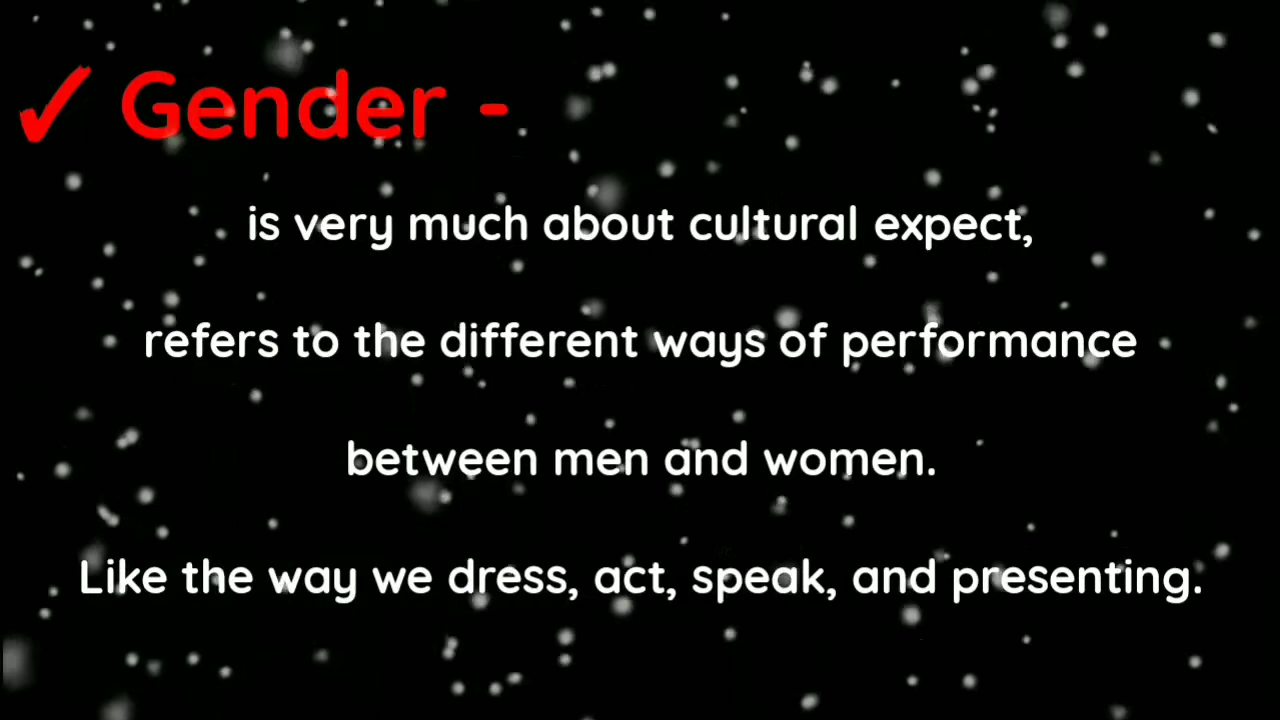 ✓ Gender -
is very much about cultural expect,
refers to the different ways of performance
between men and women.
Like the way we dress, act, speak, and presenting.